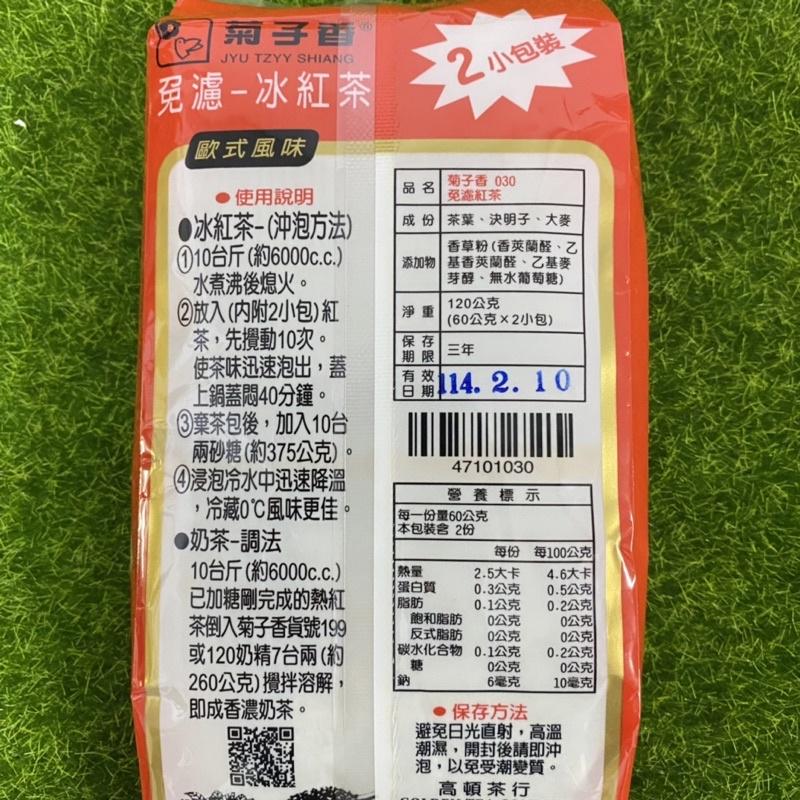 菊子香®
JYU TZYY SHIANG
免濾-冰紅茶
2小包裝
歐式風味
●使用說明
●冰紅茶-(沖泡方法)
①10台斤(約6000c.c.)
水煮沸後熄火。
②放入(內附2小包)紅
茶,先攪動10次。
使茶味迅速泡出,蓋
上鍋蓋悶40分鐘。
③棄茶包後,加入10台
兩砂糖(約375公克)。
④浸泡冷水中迅速降溫
,冷藏0℃風味更佳。
●奶茶-調法
10台斤(約6000c.c.)
已加糖剛完成的熱紅
茶倒入菊子香貨號199
或120奶精7台兩(約
260公克)攪拌溶解,
即成香濃奶茶。
品名 菊子香 030
免濾紅茶
成份 茶葉、決明子、大麥
添加物 香草粉(香莢蘭醛、乙
基香莢蘭醛、乙基麥
芽醇、無水葡萄糖)
淨重 120公克
(60公克×2小包)
保存期限 三年
有效日期 114. 2. 10
47101030
營養標示
每一份量60公克
本包裝含 2份
每份 每100公克
熱量 2.5大卡 4.6大卡
蛋白質 0.3公克 0.5公克
脂肪 0.1公克 0.2公克
飽和脂肪 0公克 0公克
反式脂肪 0公克 0公克
碳水化合物 0.1公克 0.2公克
糖 0公克 0公克
鈉 6毫克 10毫克
●保存方法
避免日光直射,高溫
潮濕,開封後請即沖
泡,以免受潮變質。
高頓茶行